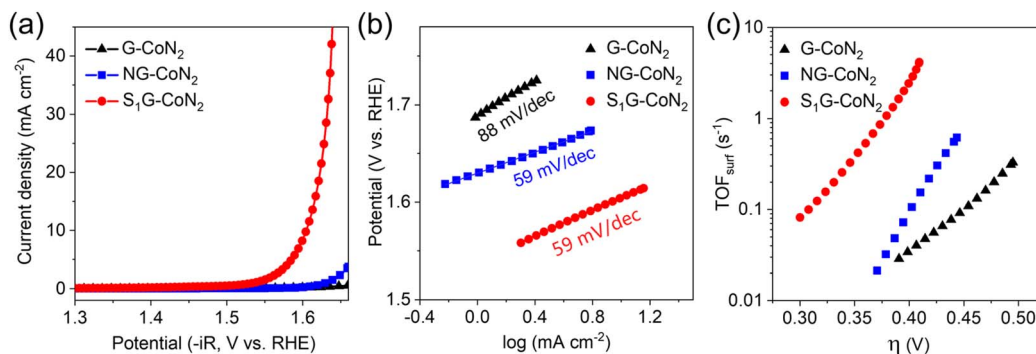 (a)
G-CoN₂
NG-CoN₂
S₁G-CoN₂
Current density (mA cm⁻²)
40
30
20
10
0
1.3 1.4 1.5 1.6
Potential (-iR, V vs. RHE)
(b)
G-CoN₂
NG-CoN₂
S₁G-CoN₂
88 mV/dec
59 mV/dec
59 mV/dec
Potential (V vs. RHE)
1.7
1.6
1.5
-0.4 0.0 0.4 0.8 1.2
log (mA cm⁻²)
(c)
G-CoN₂
NG-CoN₂
S₁G-CoN₂
TOFsurf (s⁻¹)
10
1
0.1
0.01
0.30 0.35 0.40 0.45 0.50
η (V)